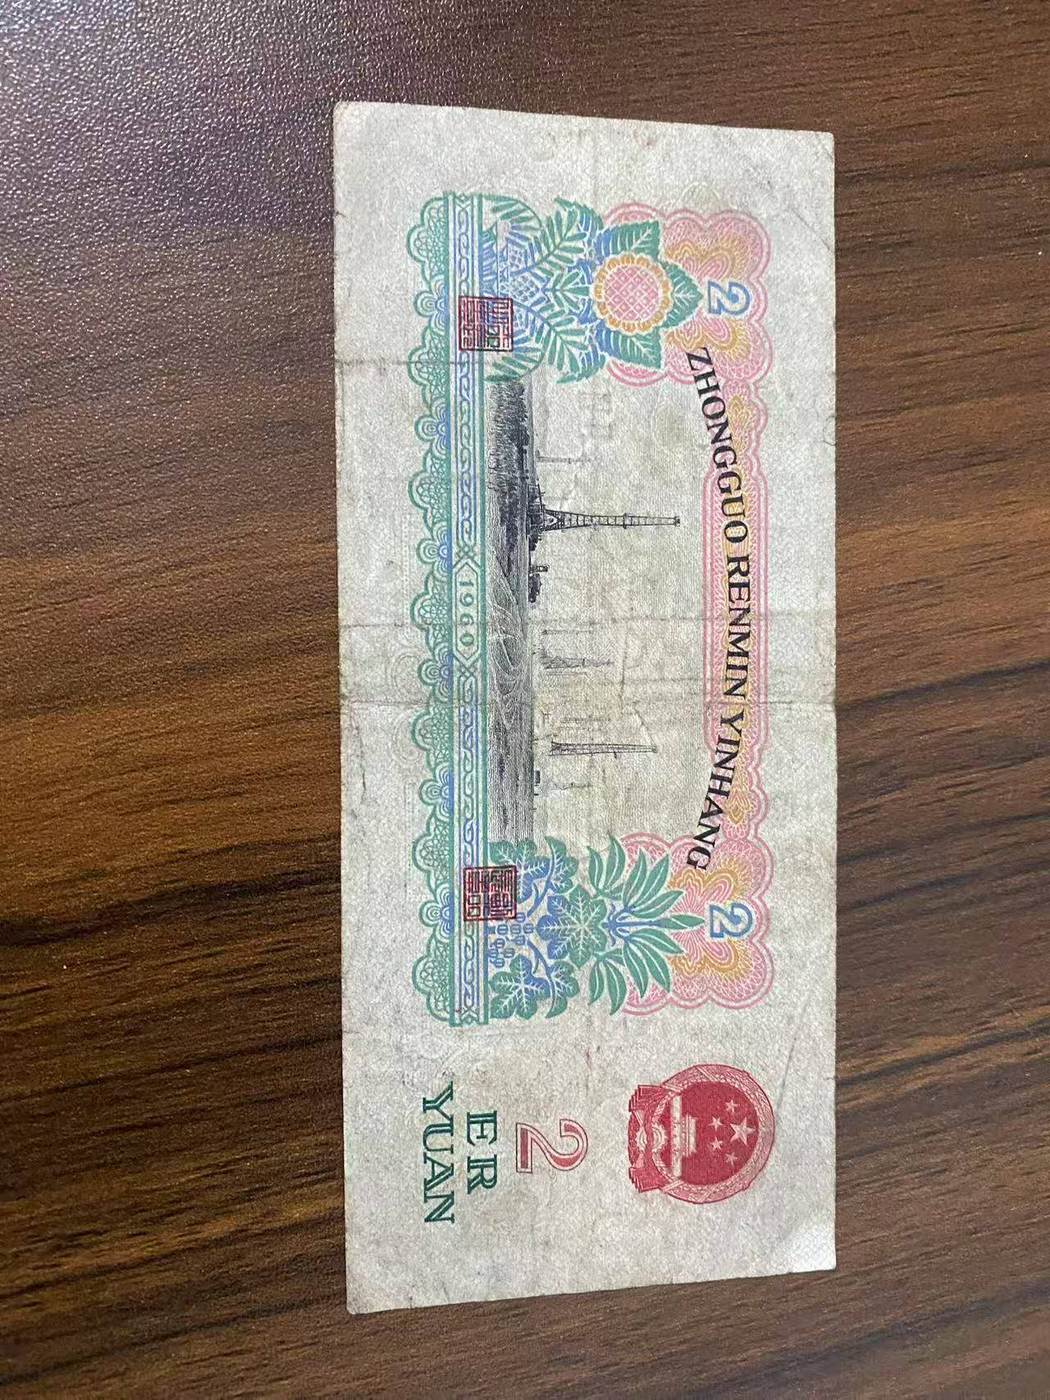 ZHONGGUO RENMIN YINHANG
2 2
1960
2
ER
YUAN